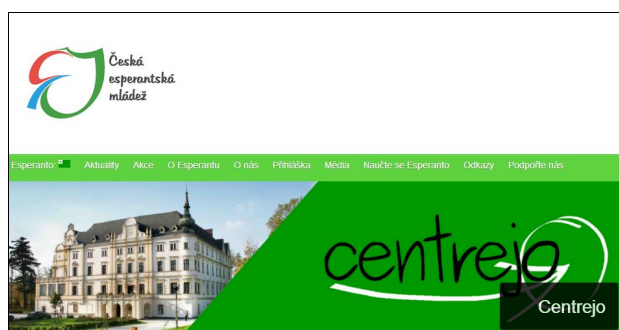 Česká
esperantská
mládež
Esperanto: Aktuality Akce O Esperantu O nás Přihláška Média Naučte se Esperanto Odkazy Podpořte nás
centrejo
Centrejo